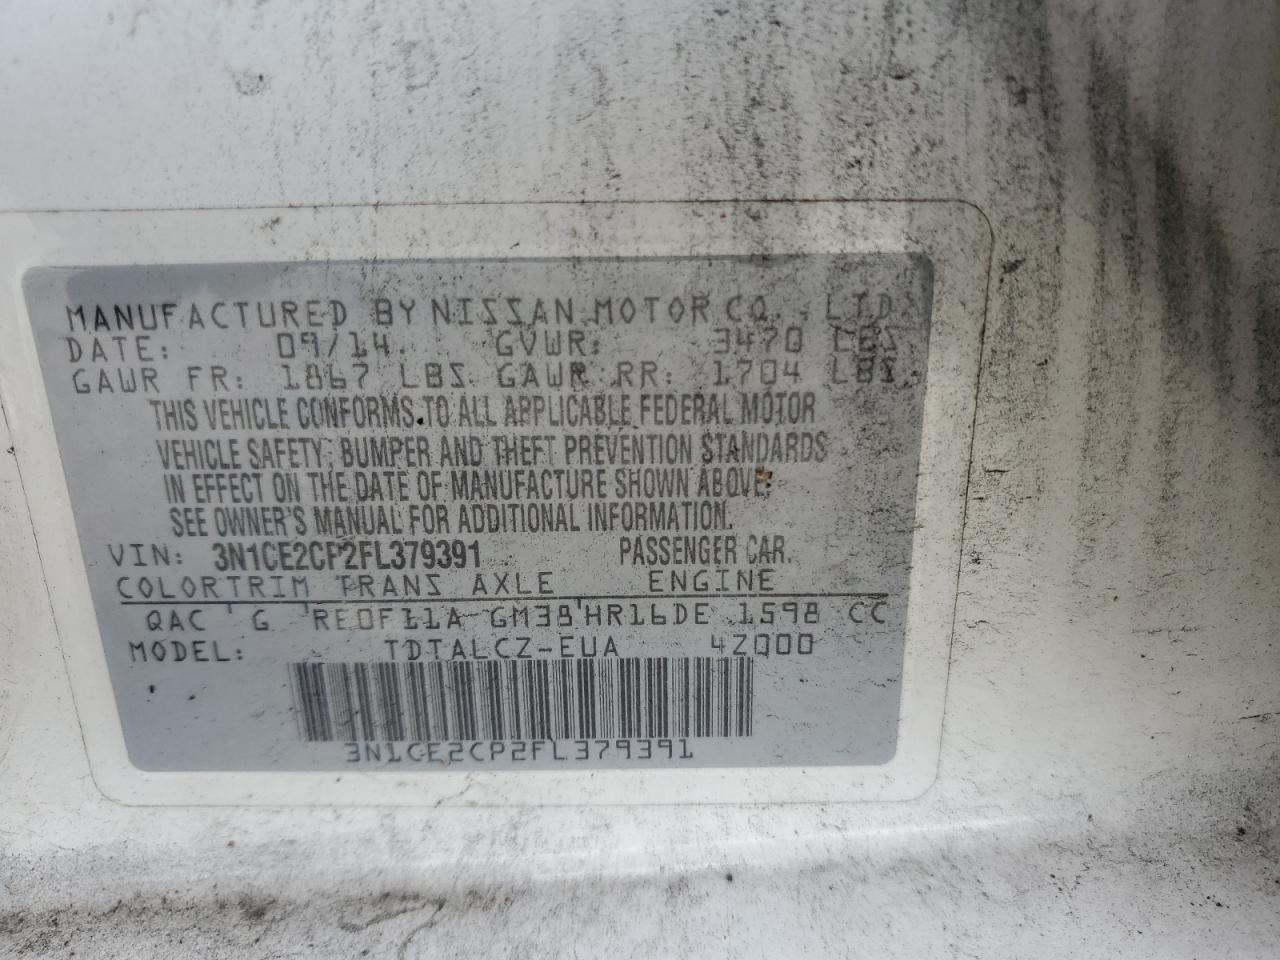 MANUFACTURED BY NISSAN MOTOR CO., LTD.
DATE: 09/14 GVWR: 3470 LBS
GAWR FR: 1867 LBS GAWR RR: 1704 LBS
THIS VEHICLE CONFORMS TO ALL APPLICABLE FEDERAL MOTOR
VEHICLE SAFETY, BUMPER AND THEFT PREVENTION STANDARDS
IN EFFECT ON THE DATE OF MANUFACTURE SHOWN ABOVE.
SEE OWNER'S MANUAL FOR ADDITIONAL INFORMATION.
VIN: 3N1CE2CP2FL379391 PASSENGER CAR.
COLORTRIM TRANS AXLE ENGINE
QAC G RE0F11A GM38 HR16DE 1598 CC
MODEL: TDTALCZ-EUA 4Z000
3N1CE2CP2FL379391